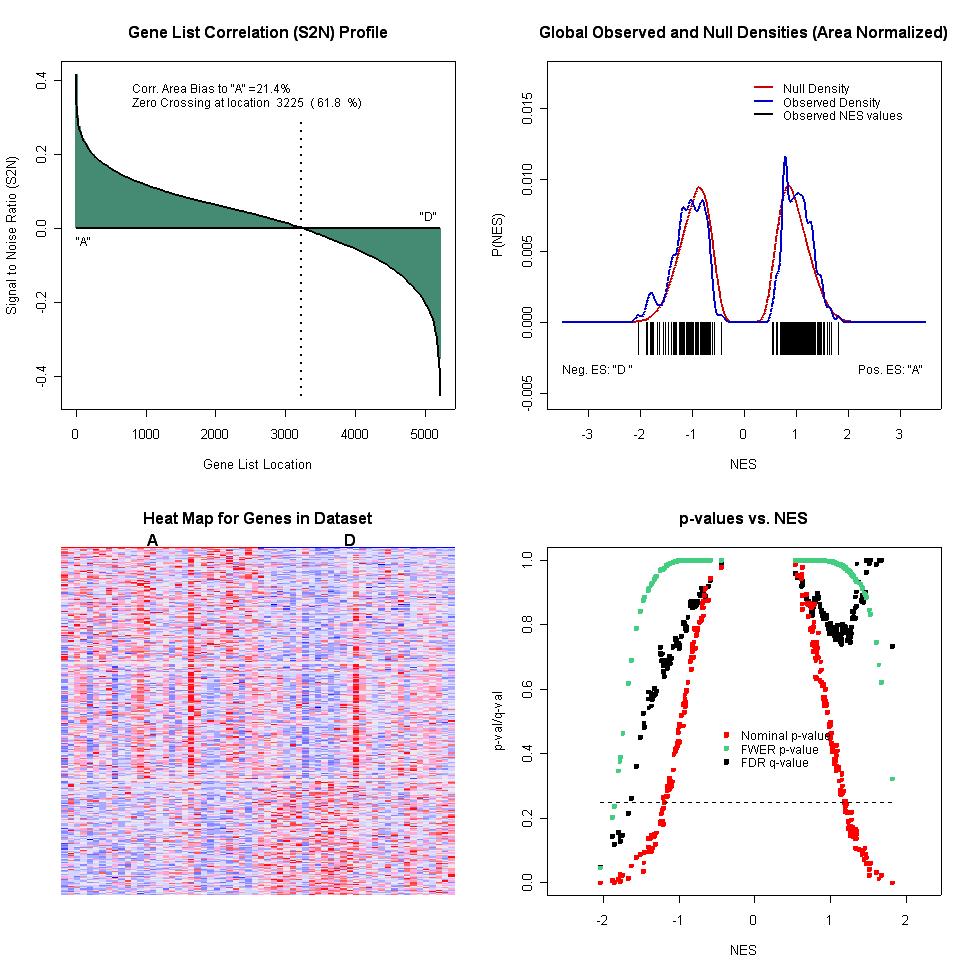 Gene List Correlation (S2N) Profile
Signal to Noise Ratio (S2N)
0.4
0.2
0.0
-0.2
-0.4
Corr. Area Bias to "A" =21.4%
Zero Crossing at location 3225 ( 61.8 %)
"D"
"A"
0 1000 2000 3000 4000 5000
Gene List Location
Global Observed and Null Densities (Area Normalized)
P(NES)
0.015
0.010
0.005
0.000
-0.005
Null Density
Observed Density
Observed NES values
Neg. ES: "D "
Pos. ES: "A"
-3 -2 -1 0 1 2 3
NES
Heat Map for Genes in Dataset
A D
p-values vs. NES
p-val/q-val
1.0
0.8
0.6
0.4
0.2
0.0
Nominal p-value
FWER p-value
FDR q-value
-2 -1 0 1 2
NES